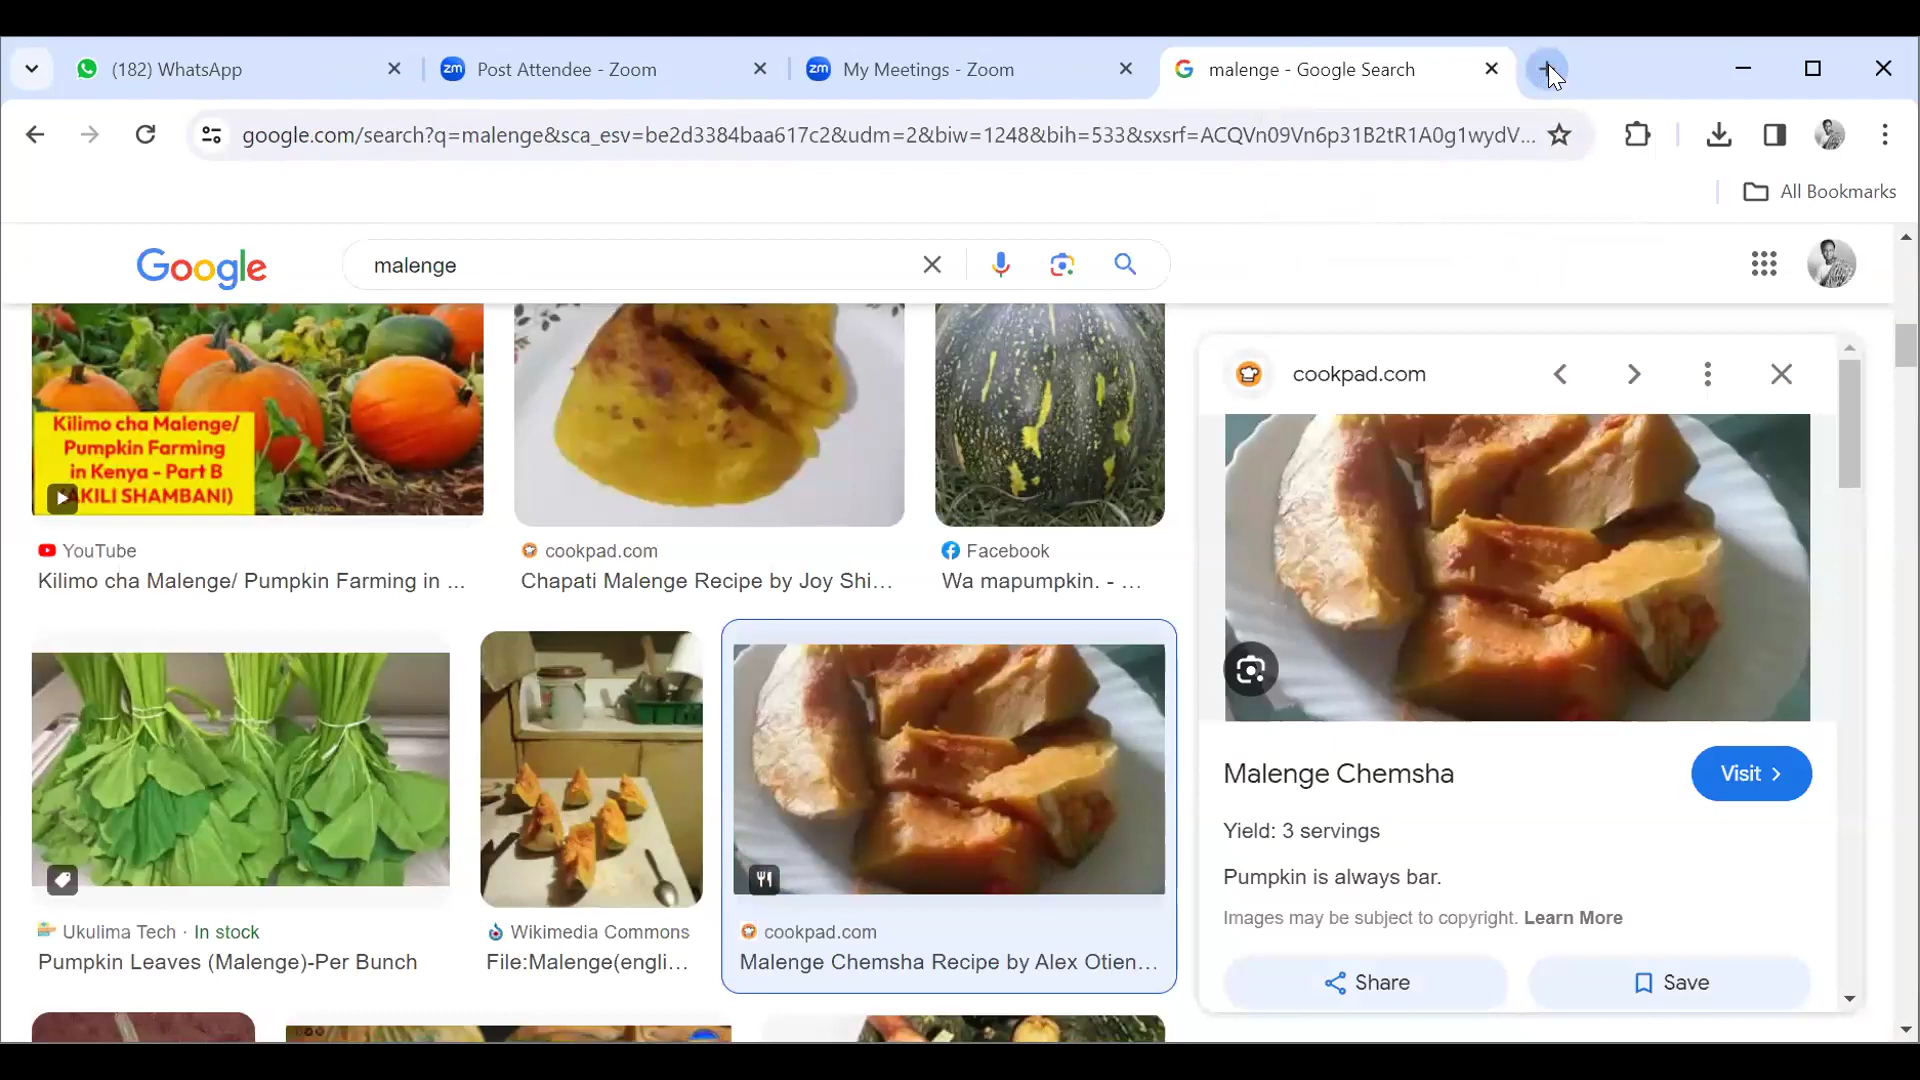 (182) WhatsApp
Post Attendee - Zoom
My Meetings - Zoom
malenge - Google Search
google.com/search?q=malenge&sca_esv=be2d3384baa617c2&udm=2&biw=1248&bih=533&sxsrf=ACQVn09Vn6p31B2tR1A0g1wydV...
All Bookmarks
Google
malenge
Kilimo cha Malenge/
Pumpkin Farming
in Kenya - Part B
(AKILI SHAMBANI)
YouTube
Kilimo cha Malenge/ Pumpkin Farming in ...
cookpad.com
Chapati Malenge Recipe by Joy Shi...
Facebook
Wa mapumpkin. - ...
Ukulima Tech · In stock
Pumpkin Leaves (Malenge)-Per Bunch
Wikimedia Commons
File:Malenge(engli...
cookpad.com
Malenge Chemsha Recipe by Alex Otien...
cookpad.com
Malenge Chemsha
Visit
Yield: 3 servings
Pumpkin is always bar.
Images may be subject to copyright. Learn More
Share
Save